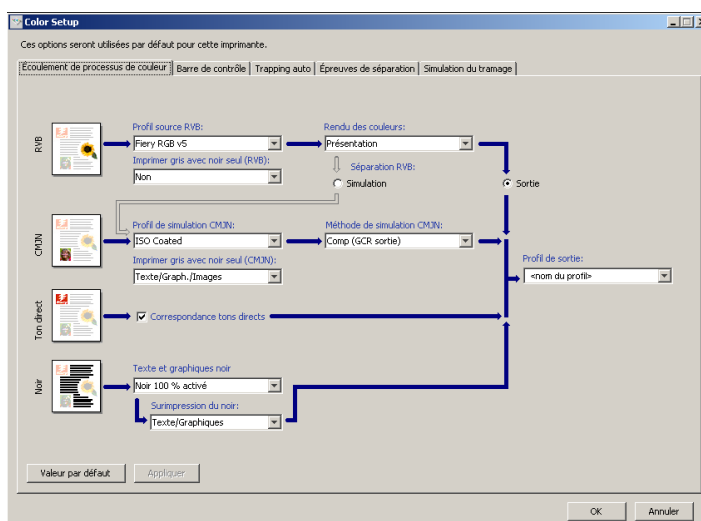 Color Setup
Ces options seront utilisées par défaut pour cette imprimante.
Écoulement de processus de couleur
Barre de contrôle
Trapping auto
Épreuves de séparation
Simulation du tramage
RVB
Profil source RVB:
Rendu des couleurs:
Fiery RGB v5
Présentation
Imprimer gris avec noir seul (RVB):
Séparation RVB:
Non
Simulation
Sortie
CMJN
Profil de simulation CMJN:
Méthode de simulation CMJN:
ISO Coated
Comp (GCR sortie)
Imprimer gris avec noir seul (CMJN):
Texte/Graph./Images
Profil de sortie:
<nom du profil>
Ton direct
Correspondance tons directs
Noir
Texte et graphiques noir
Noir 100 % activé
Surimpression du noir:
Texte/Graphiques
Valeur par défaut
Appliquer
OK
Annuler